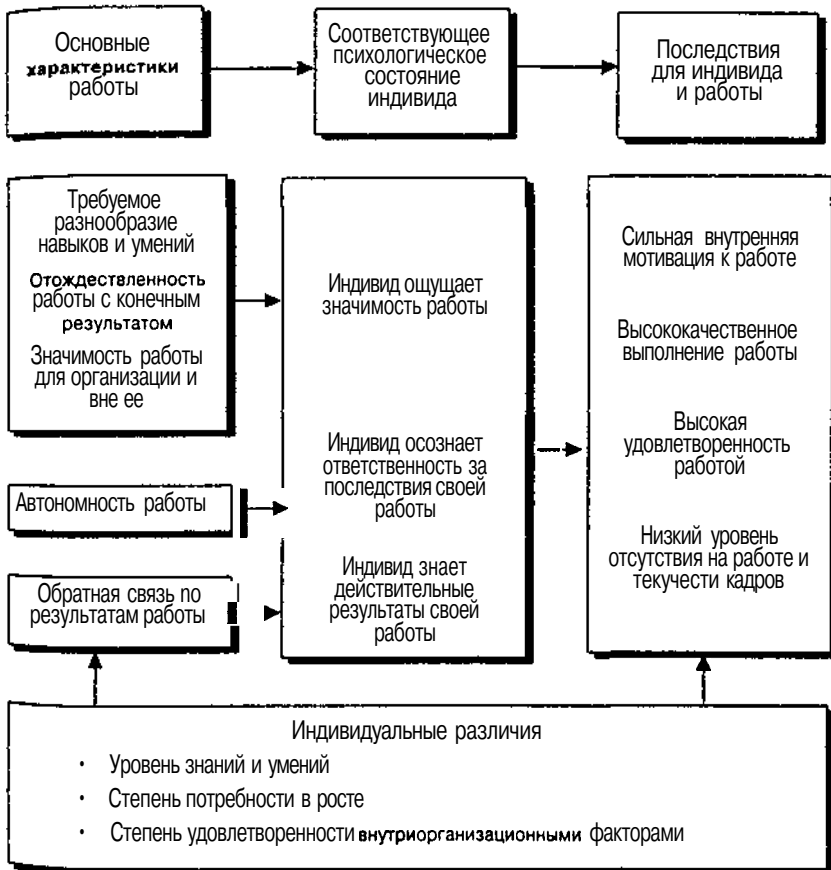 Основные
характеристики
работы
Соответствующее
психологическое
состояние
индивида
Последствия
для индивида
и работы
Требуемое
разнообразие
навыков и умений
Отождествленность
работы с конечным
результатом
Значимость работы
для организации и
вне ее
Автономность работы
Обратная связь по
результатам работы
Индивид ощущает
значимость работы
Индивид осознает
ответственность за
последствия своей
работы
Индивид знает
действительные
результаты своей
работы
Сильная внутренняя
мотивация к работе
Высококачественное
выполнение работы
Высокая
удовлетворенность
работой
Низкий уровень
отсутствия на работе и
текучести кадров
Индивидуальные различия
· Уровень знаний и умений
· Степень потребности в росте
· Степень удовлетворенности внутриорганизационными факторами